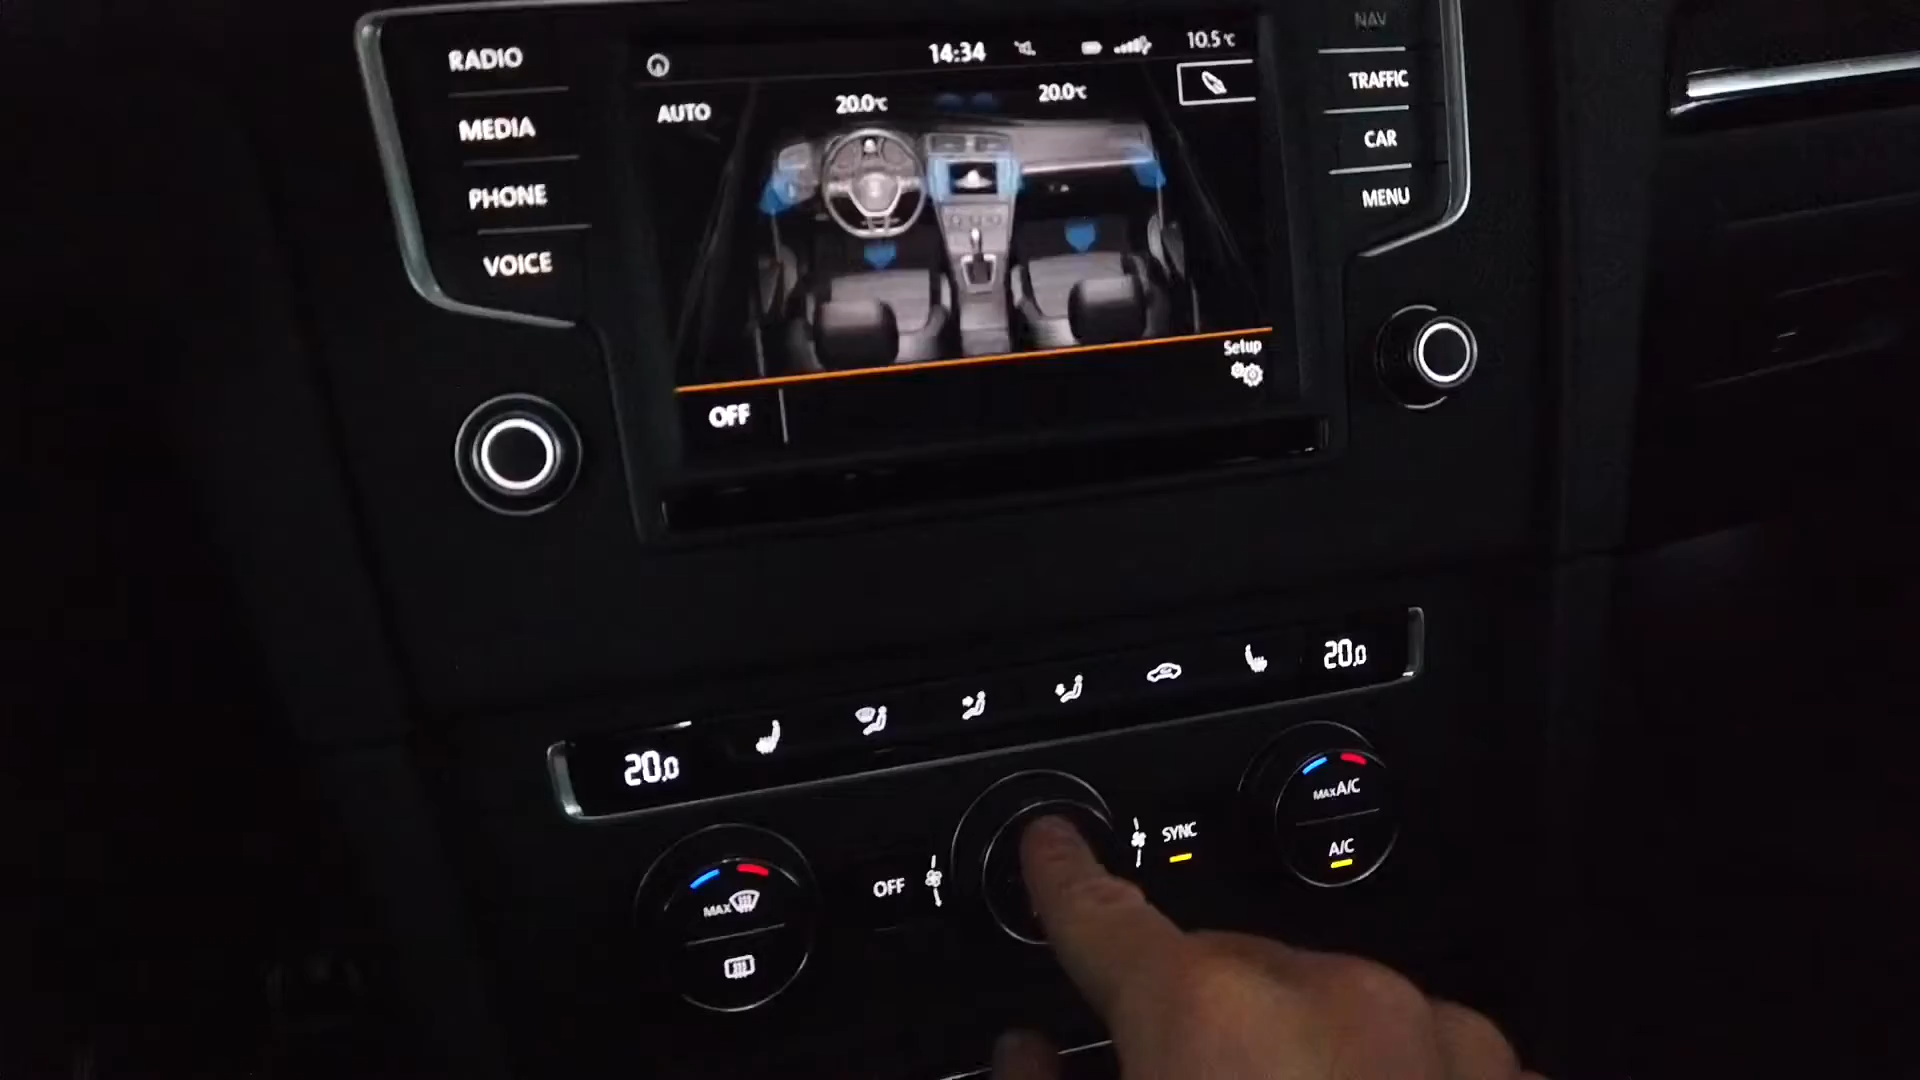 RADIO
MEDIA
PHONE
VOICE
14:34
10.5°C
AUTO
20.0°C
20.0°C
Setup
OFF
NAV
TRAFFIC
CAR
MENU
20.0
20.0
MAX
OFF
SYNC
MAX A/C
A/C